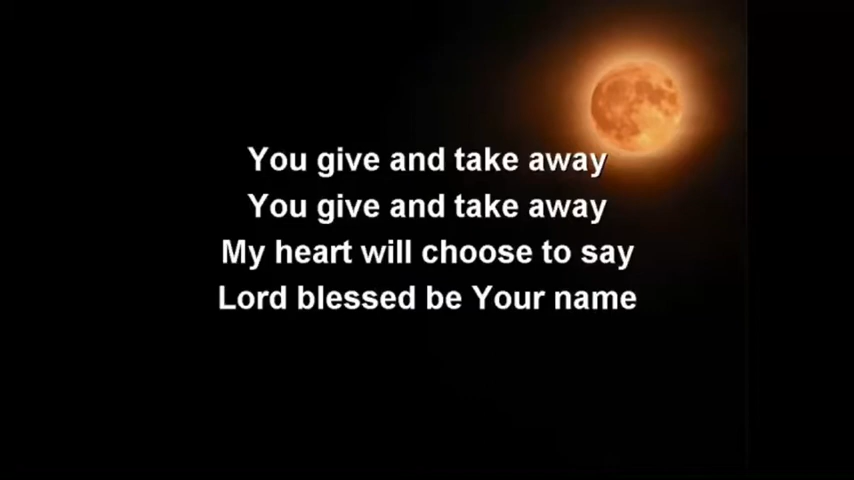 You give and take away
You give and take away
My heart will choose to say
Lord blessed be Your name